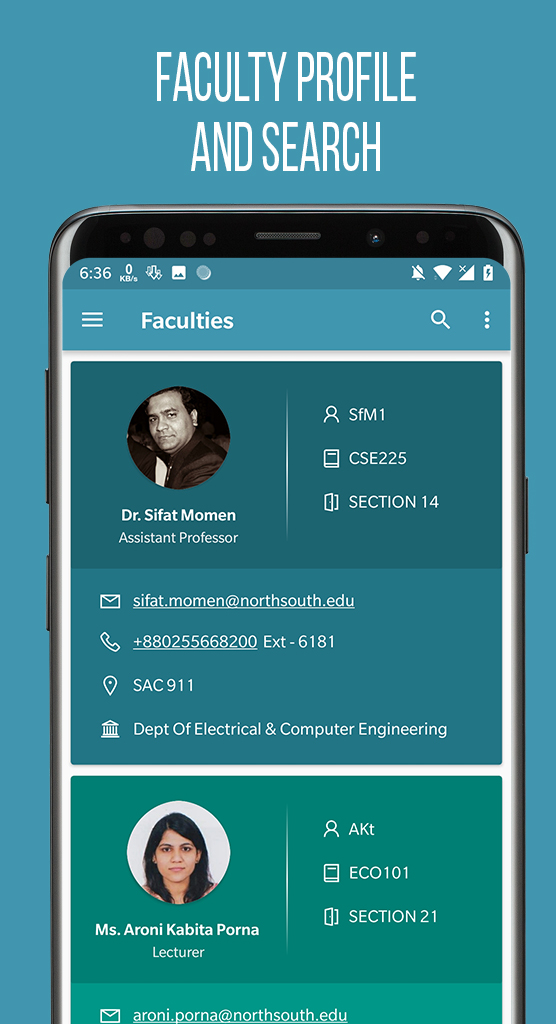 FACULTY PROFILE
AND SEARCH
6:36 0 KB/s
Faculties
SfM1
CSE225
SECTION 14
Dr. Sifat Momen
Assistant Professor
sifat.momen@northsouth.edu
+880255668200 Ext - 6181
SAC 911
Dept Of Electrical & Computer Engineering
AKt
ECO101
SECTION 21
Ms. Aroni Kabita Porna
Lecturer
aroni.porna@northsouth.edu